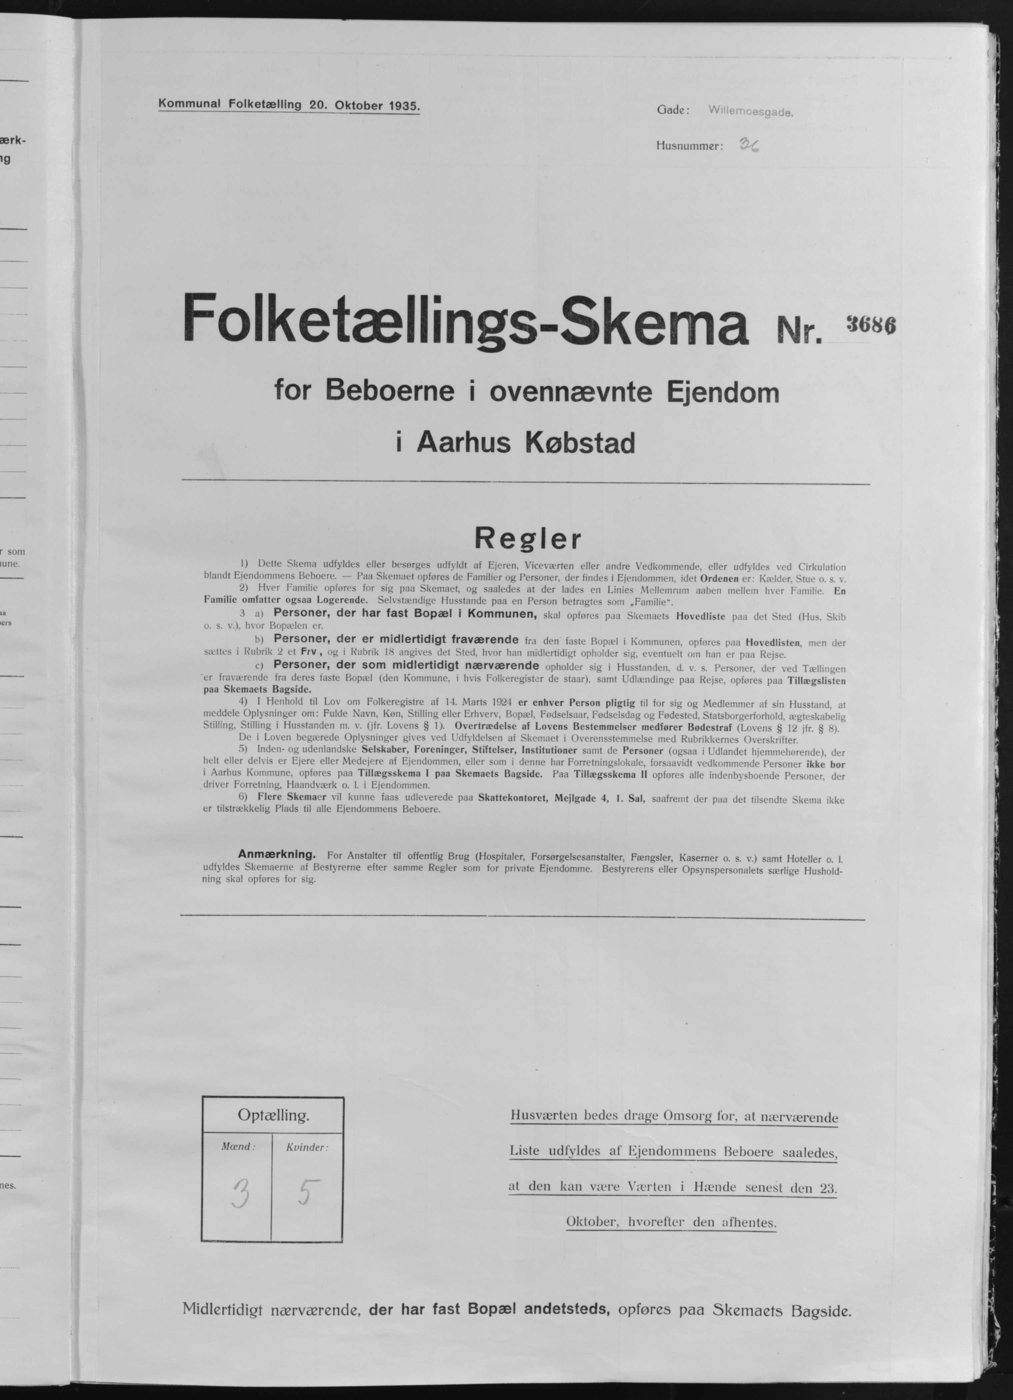 Kommunal Folketælling 20. Oktober 1935.
Gade: Willemoesgade.
Husnummer: 36
Folketællings-Skema Nr. 3686
for Beboerne i ovennævnte Ejendom
i Aarhus Købstad
Regler
1) Dette Skema udfyldes eller besørges udfyldt af Ejeren, Viceværten eller andre Vedkommende, eller udfyldes ved Cirkulation
blandt Ejendommens Beboere. — Paa Skemaet opføres de Familier og Personer, der findes i Ejendommen, idet Ordenen er: Kælder, Stue o. s. v.
2) Hver Familie opføres for sig paa Skemaet, og saaledes at der lades en Linies Mellemrum aaben mellem hver Familie. En
Familie omfatter ogsaa Logerende. Selvstændige Husstande paa en Person betragtes som „Familie“.
3 a) Personer, der har fast Bopæl i Kommunen, skal opføres paa Skemaets Hovedliste paa det Sted (Hus, Skib
o. s. v.), hvor Bopælen er.
b) Personer, der er midlertidigt fraværende fra den faste Bopæl i Kommunen, opføres paa Hovedlisten, men der
sættes i Rubrik 2 et Frv., og i Rubrik 18 angives det Sted, hvor han midlertidigt opholder sig, eventuelt om han er paa Rejse.
c) Personer, der som midlertidigt nærværende opholder sig i Husstanden, d. v. s. Personer, der ved Tællingen
er fraværende fra deres faste Bopæl (den Kommune, i hvis Folkeregister de staar), samt Udlændinge paa Rejse, opføres paa Tillægslisten
paa Skemaets Bagside.
4) I Henhold til Lov om Folkeregistre af 14. Marts 1924 er enhver Person pligtig til for sig og Medlemmer af sin Husstand, at
meddele Oplysninger om: Fulde Navn, Køn, Stilling eller Erhverv, Bopæl, Fødselsaar, Fødselsdag og Fødested, Statsborgerforhold, ægteskabelig
Stilling, Stilling i Husstanden m. v. (jfr. Lovens § 1). Overtrædelse af Lovens Bestemmelser medfører Bødestraf (Lovens § 12 jfr. § 8).
De i Loven begærede Oplysninger gives ved Udfyldelsen af Skemaet i Overensstemmelse med Rubrikkernes Overskrifter.
5) Inden- og udenlandske Selskaber, Foreninger, Stiftelser, Institutioner samt de Personer (ogsaa i Udlandet hjemmehørende), der
helt eller delvis er Ejere eller Medejere af Ejendommen, eller som i denne har Forretningslokale, forsaavidt vedkommende Personer ikke bor
i Aarhus Kommune, opføres paa Tillægsskema I paa Skemaets Bagside. Paa Tillægsskema II opføres alle indenbysboende Personer, der
driver Forretning, Haandværk o. l. i Ejendommen.
6) Flere Skemaer vil kunne faas udleverede paa Skattekontoret, Mejlgade 4, 1. Sal, saafremt der paa det tilsendte Skema ikke
er tilstrækkelig Plads til alle Ejendommens Beboere.
Anmærkning. For Anstalter til offentlig Brug (Hospitaler, Forsørgelsesanstalter, Fængsler, Kaserner o. s. v.) samt Hoteller o. l.
udfyldes Skemaerne af Bestyrerne efter samme Regler som for private Ejendomme. Bestyrerens eller Opsynspersonalets særlige Hushold-
ning skal opføres for sig.
Optælling.
Mænd: Kvinder:
3 5
Husværten bedes drage Omsorg for, at nærværende
Liste udfyldes af Ejendommens Beboere saaledes,
at den kan være Værten i Hænde senest den 23.
Oktober, hvorefter den afhentes.
Midlertidigt nærværende, der har fast Bopæl andetsteds, opføres paa Skemaets Bagside.